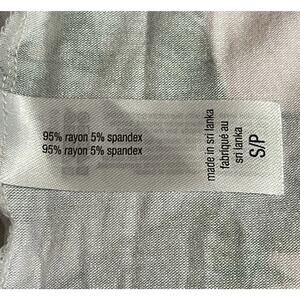 95% rayon 5% spandex
95% rayon 5% spandex
made in sri lanka
fabriqué au
sri lanka
S/P